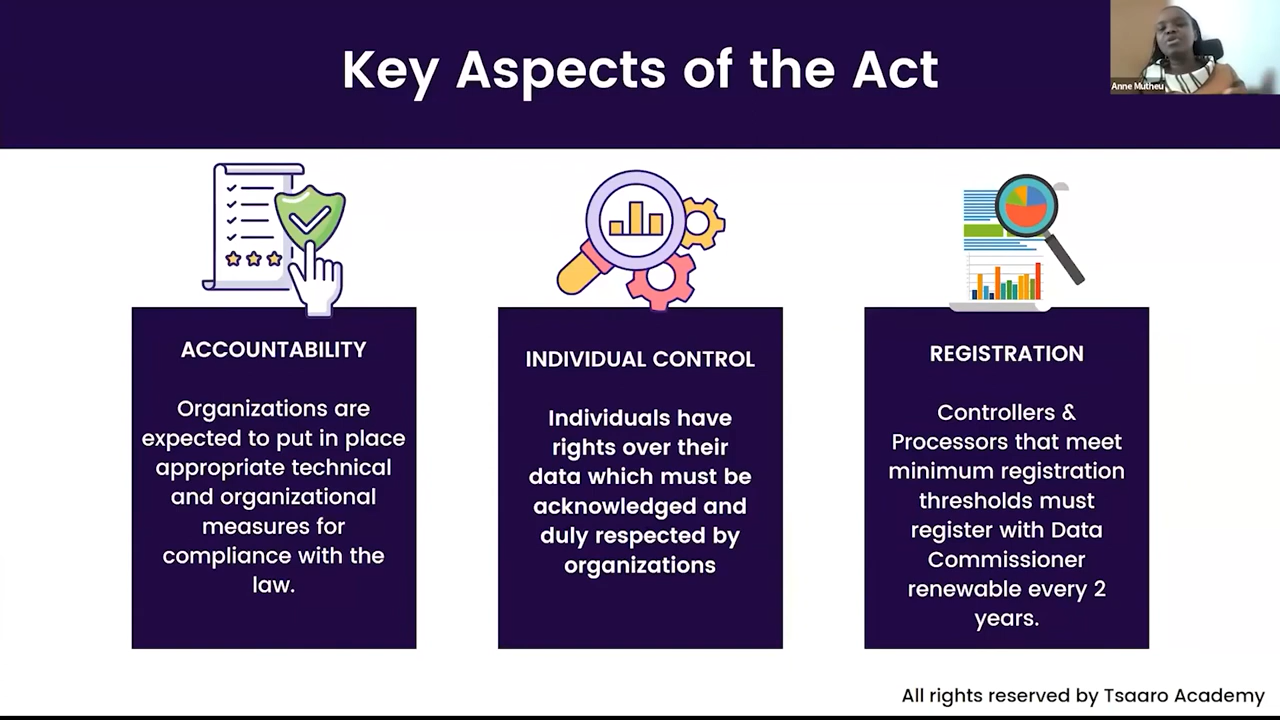 Key Aspects of the Act
Anne Mutheu
ACCOUNTABILITY
Organizations are
expected to put in place
appropriate technical
and organizational
measures for
compliance with the
law.
INDIVIDUAL CONTROL
Individuals have
rights over their
data which must be
acknowledged and
duly respected by
organizations
REGISTRATION
Controllers &
Processors that meet
minimum registration
thresholds must
register with Data
Commissioner
renewable every 2
years.
All rights reserved by Tsaaro Academy